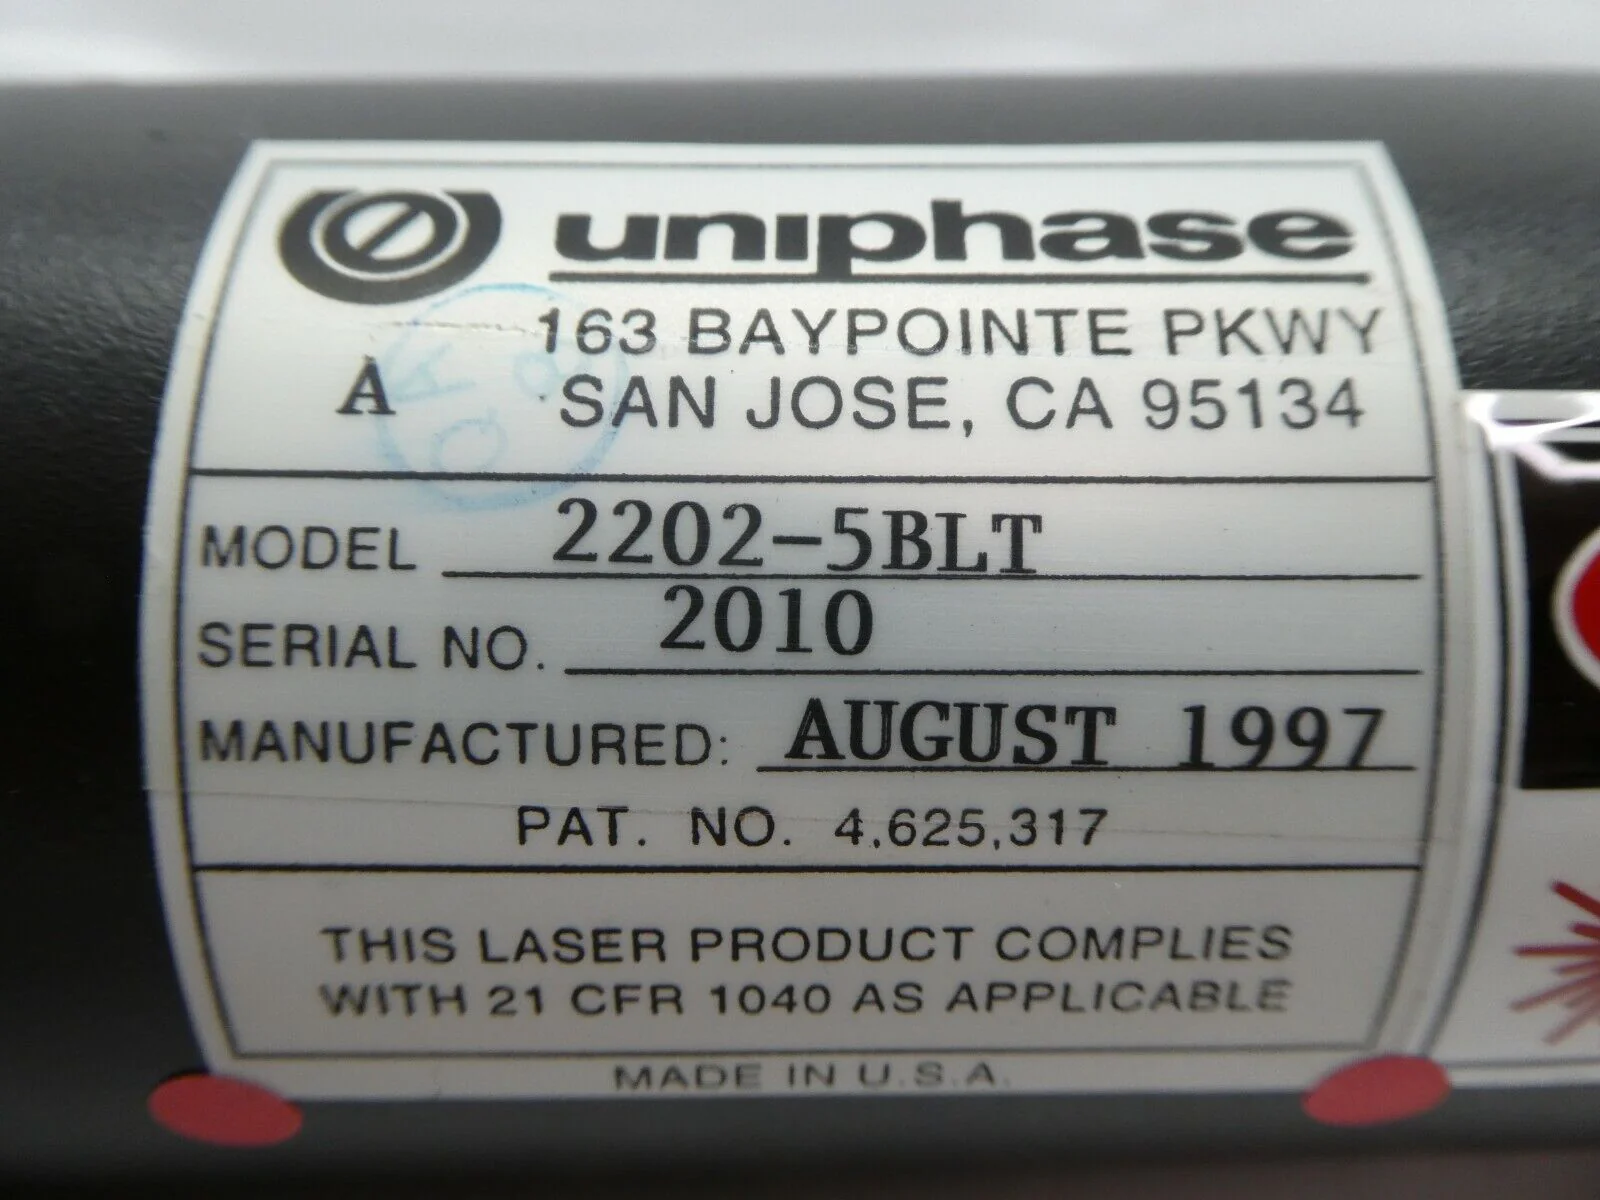 uniphase
163 BAYPOINTE PKWY
A SAN JOSE, CA 95134
MODEL 2202-5BLT
SERIAL NO. 2010
MANUFACTURED: AUGUST 1997
PAT. NO. 4,625,317
THIS LASER PRODUCT COMPLIES
WITH 21 CFR 1040 AS APPLICABLE
MADE IN U.S.A.